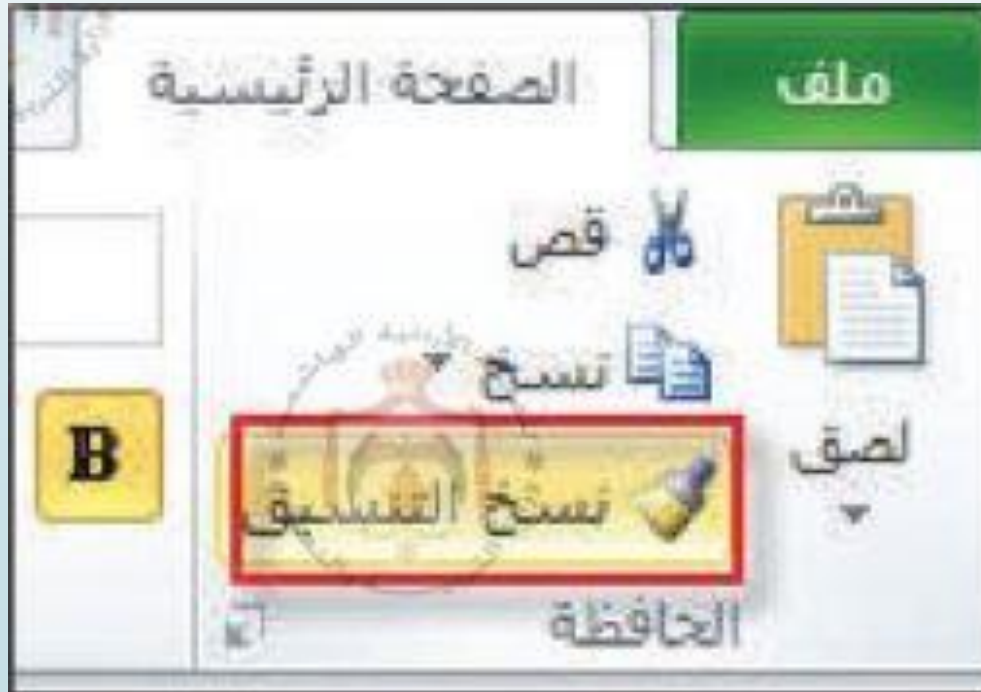 ملف
الصفحة الرئيسية
قص
نسخ
لصق
نسخ التنسيق
B
الحافظة